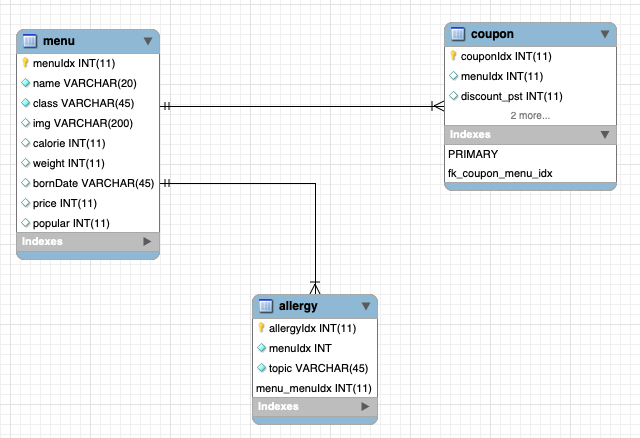 menu
menuIdx INT(11)
name VARCHAR(20)
class VARCHAR(45)
img VARCHAR(200)
calorie INT(11)
weight INT(11)
bornDate VARCHAR(45)
price INT(11)
popular INT(11)
Indexes
coupon
couponIdx INT(11)
menuIdx INT(11)
discount_pst INT(11)
2 more...
Indexes
PRIMARY
fk_coupon_menu_idx
allergy
allergyIdx INT(11)
menuIdx INT
topic VARCHAR(45)
menu_menuIdx INT(11)
Indexes